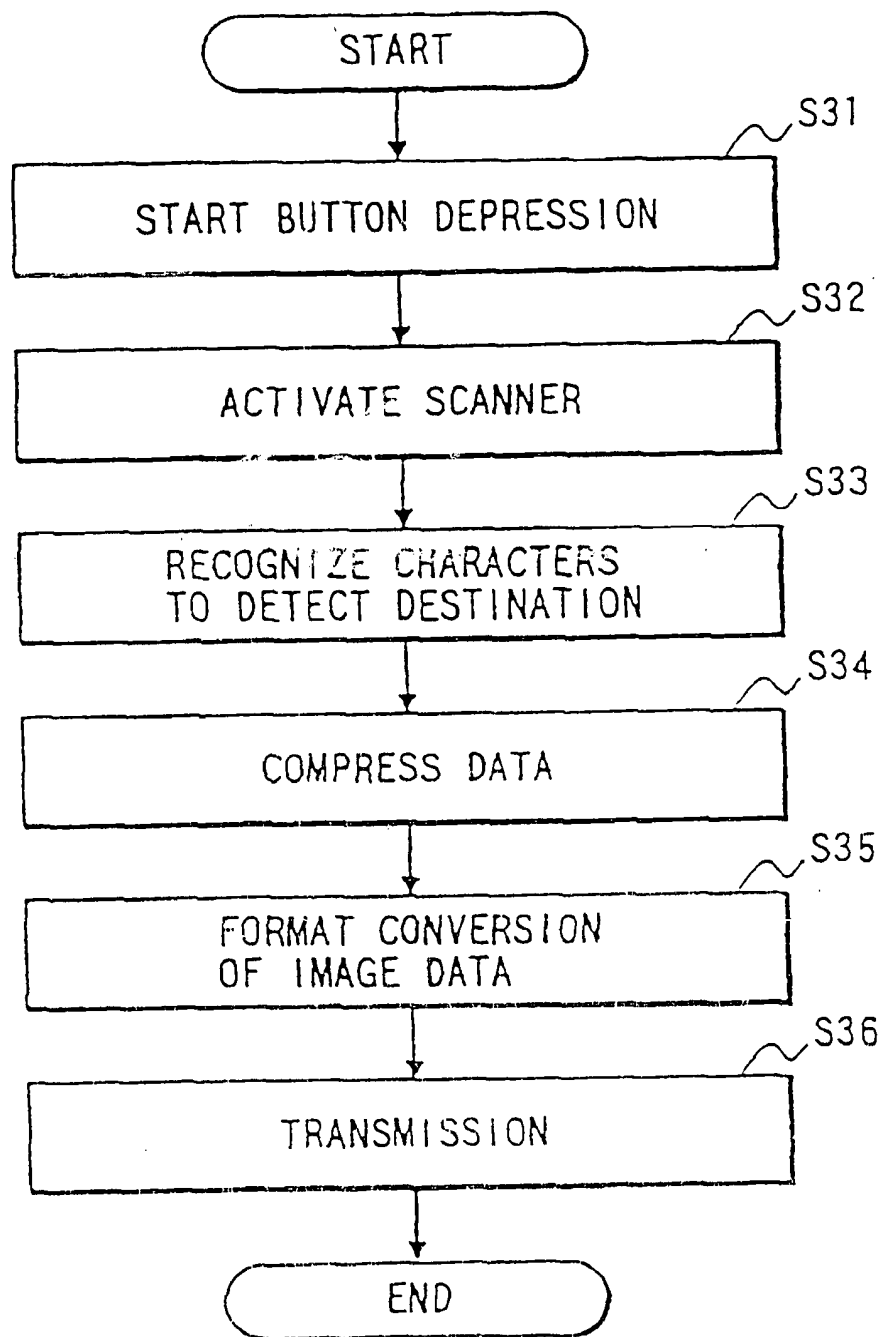 START
S31
START BUTTON DEPRESSION
S32
ACTIVATE SCANNER
S33
RECOGNIZE CHARACTERS
TO DETECT DESTINATION
S34
COMPRESS DATA
S35
FORMAT CONVERSION
OF IMAGE DATA
S36
TRANSMISSION
END